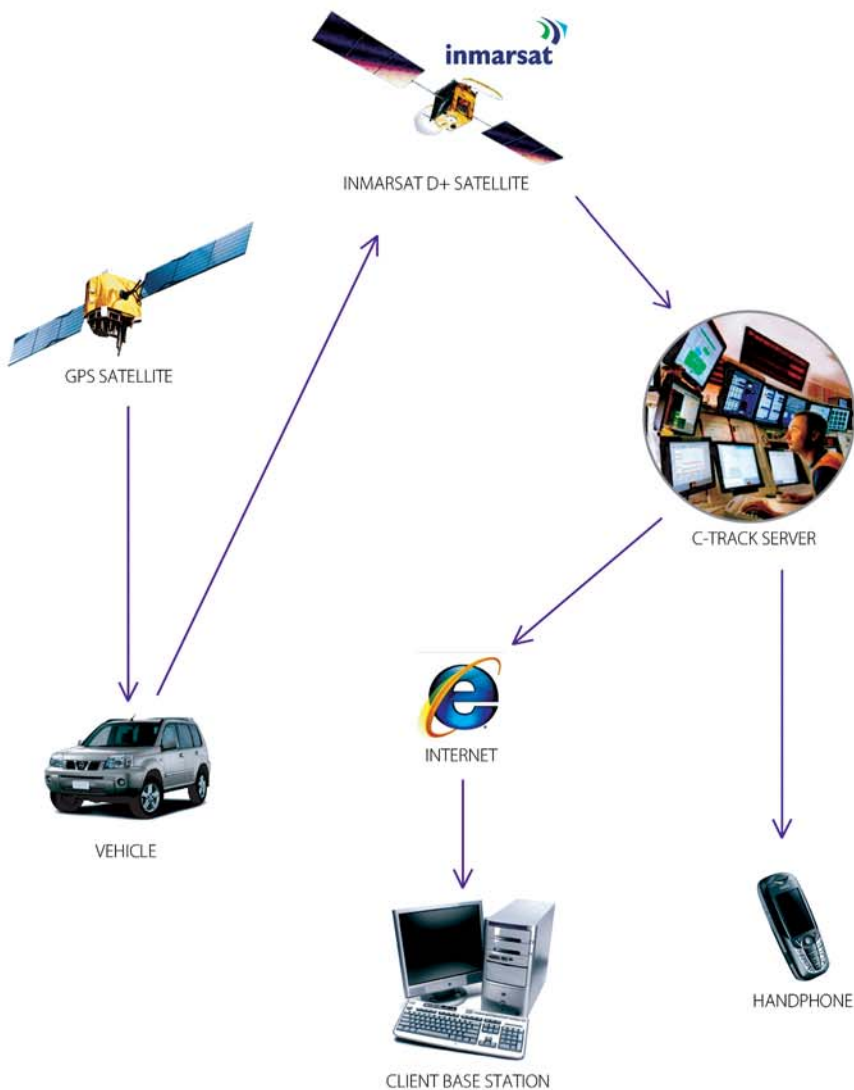 inmarsat
INMARSAT D+ SATELLITE
GPS SATELLITE
C-TRACK SERVER
INTERNET
VEHICLE
HANDPHONE
CLIENT BASE STATION